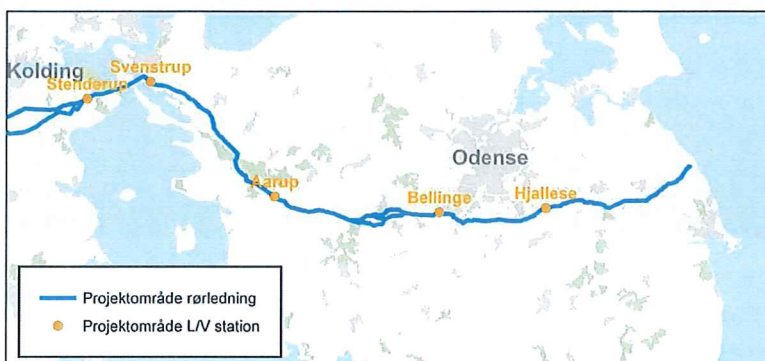 Svenstrup
Kolding
Stenderup
Odense
Aarup
Bellinge
Hjallese
Projektområde rørledning
Projektområde L/V station